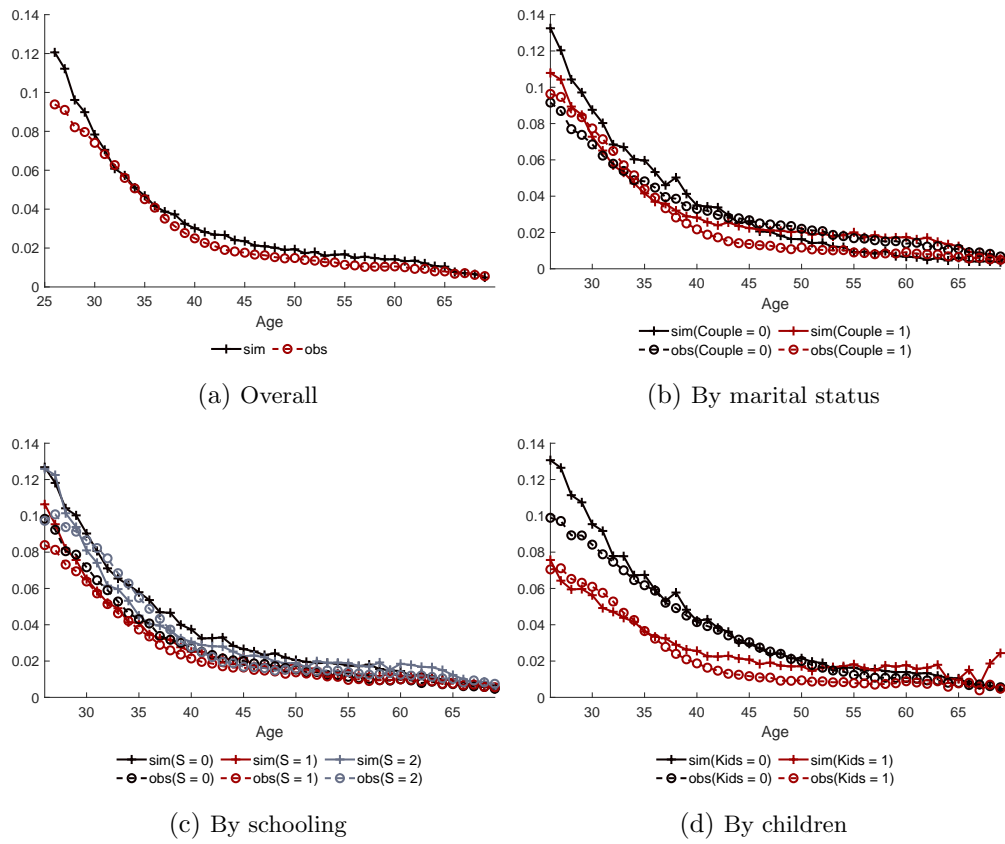 0.14
0.12
0.1
0.08
0.06
0.04
0.02
0
25 30 35 40 45 50 55 60 65
Age
sim obs
(a) Overall
0.14
0.12
0.1
0.08
0.06
0.04
0.02
0
30 35 40 45 50 55 60 65
Age
sim(Couple = 0) sim(Couple = 1)
obs(Couple = 0) obs(Couple = 1)
(b) By marital status
0.14
0.12
0.1
0.08
0.06
0.04
0.02
0
30 35 40 45 50 55 60 65
Age
sim(S = 0) sim(S = 1) sim(S = 2)
obs(S = 0) obs(S = 1) obs(S = 2)
(c) By schooling
0.14
0.12
0.1
0.08
0.06
0.04
0.02
0
30 35 40 45 50 55 60 65
Age
sim(Kids = 0) sim(Kids = 1)
obs(Kids = 0) obs(Kids = 1)
(d) By children